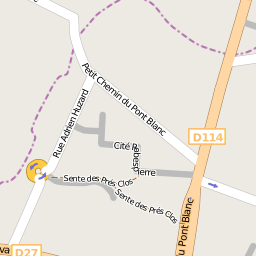 Petit Chemin du Pont Blanc
Rue Adrien Huzard
D114
Cité
Sente des Prés Clos
Sente des Prés Clos
u Pont Blanc
va
D27